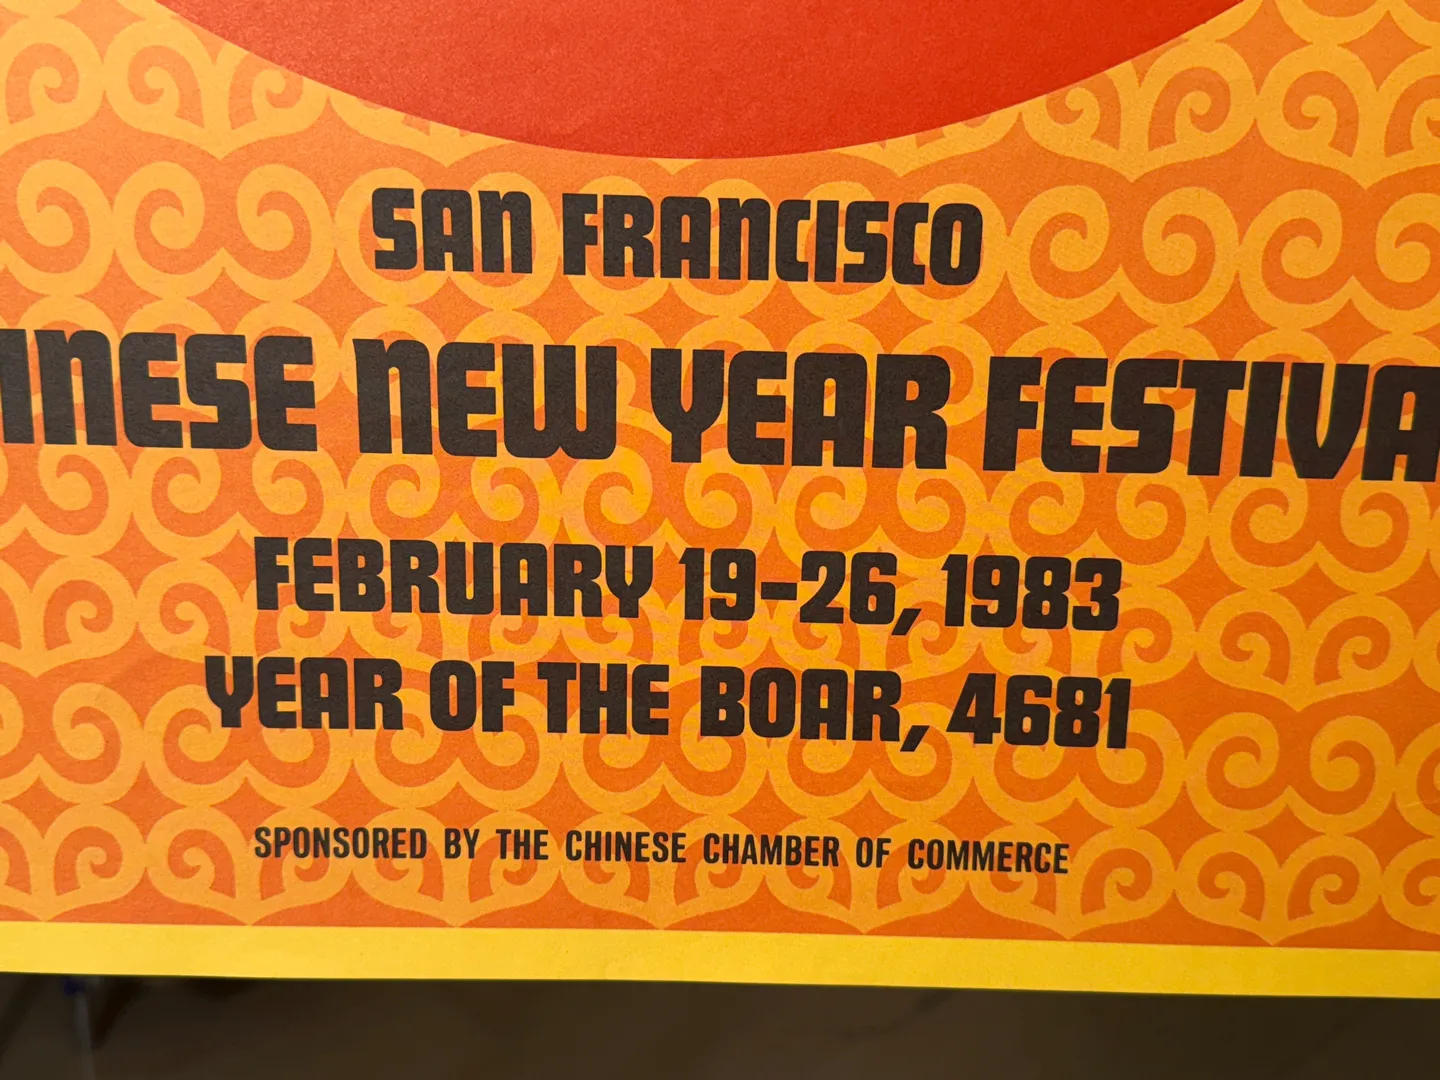 SAN FRANCISCO
INESE NEW YEAR FESTIVA
FEBRUARY 19-26, 1983
YEAR OF THE BOAR, 4681
SPONSORED BY THE CHINESE CHAMBER OF COMMERCE